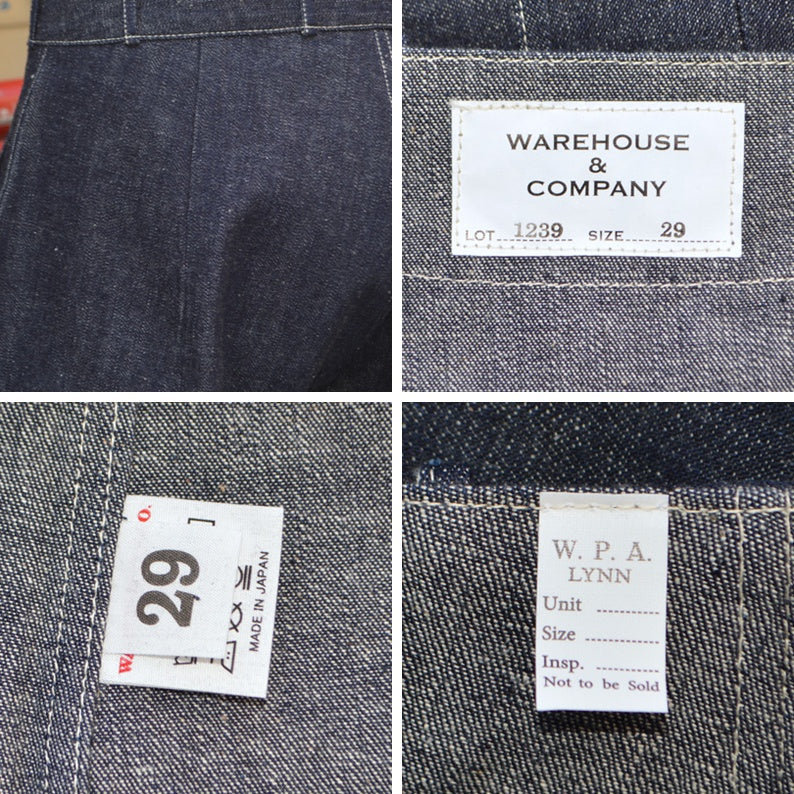 WAREHOUSE
&
COMPANY
LOT 1239 SIZE 29
O.
29
MADE IN JAPAN
W. P. A.
LYNN
Unit
Size
Insp.
Not to be Sold